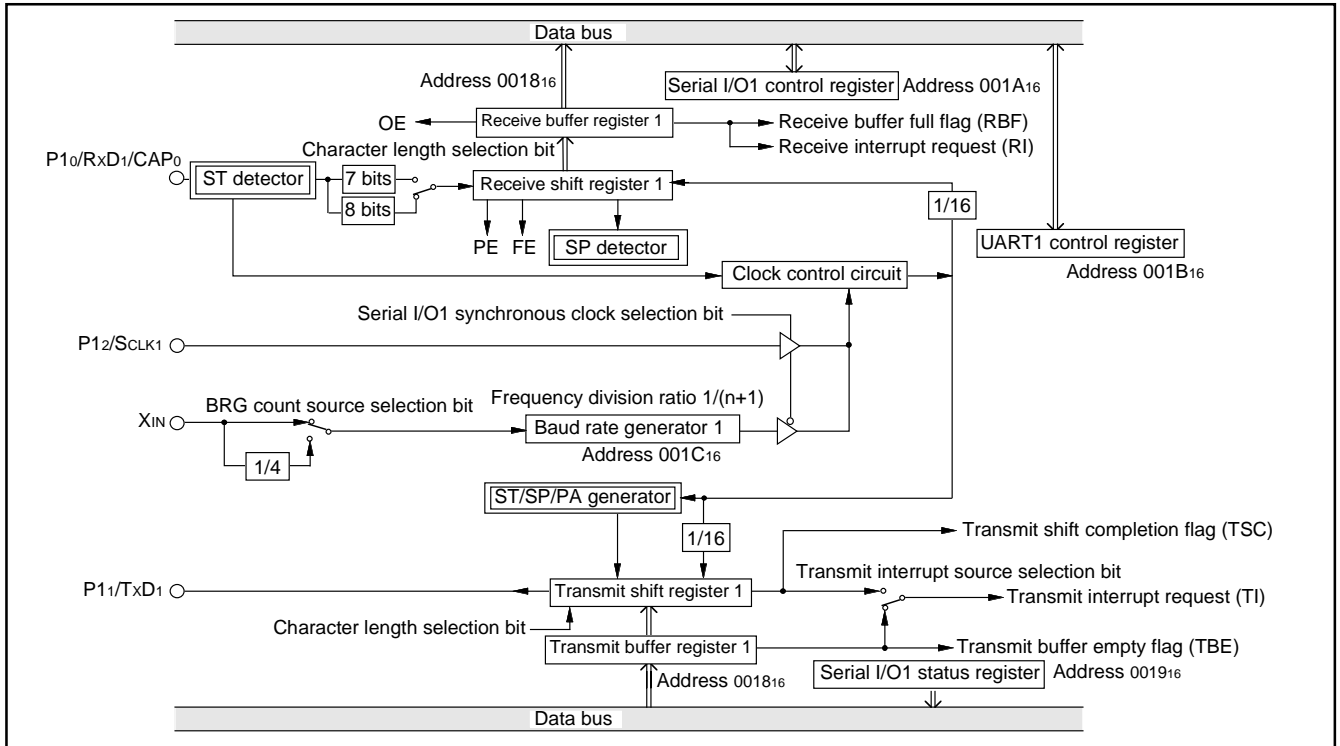 Data bus
Address 001816
Serial I/O1 control register
Address 001A16
OE
Receive buffer register 1
Receive buffer full flag (RBF)
Receive interrupt request (RI)
Character length selection bit
P10/RxD1/CAP0
ST detector
7 bits
8 bits
Receive shift register 1
1/16
PE
FE
SP detector
UART1 control register
Address 001B16
Clock control circuit
Serial I/O1 synchronous clock selection bit
P12/SCLK1
BRG count source selection bit
Frequency division ratio 1/(n+1)
XIN
Baud rate generator 1
Address 001C16
1/4
ST/SP/PA generator
1/16
Transmit shift completion flag (TSC)
Transmit interrupt source selection bit
P11/TxD1
Transmit shift register 1
Transmit interrupt request (TI)
Character length selection bit
Transmit buffer register 1
Transmit buffer empty flag (TBE)
Address 001816
Serial I/O1 status register
Address 001916
Data bus